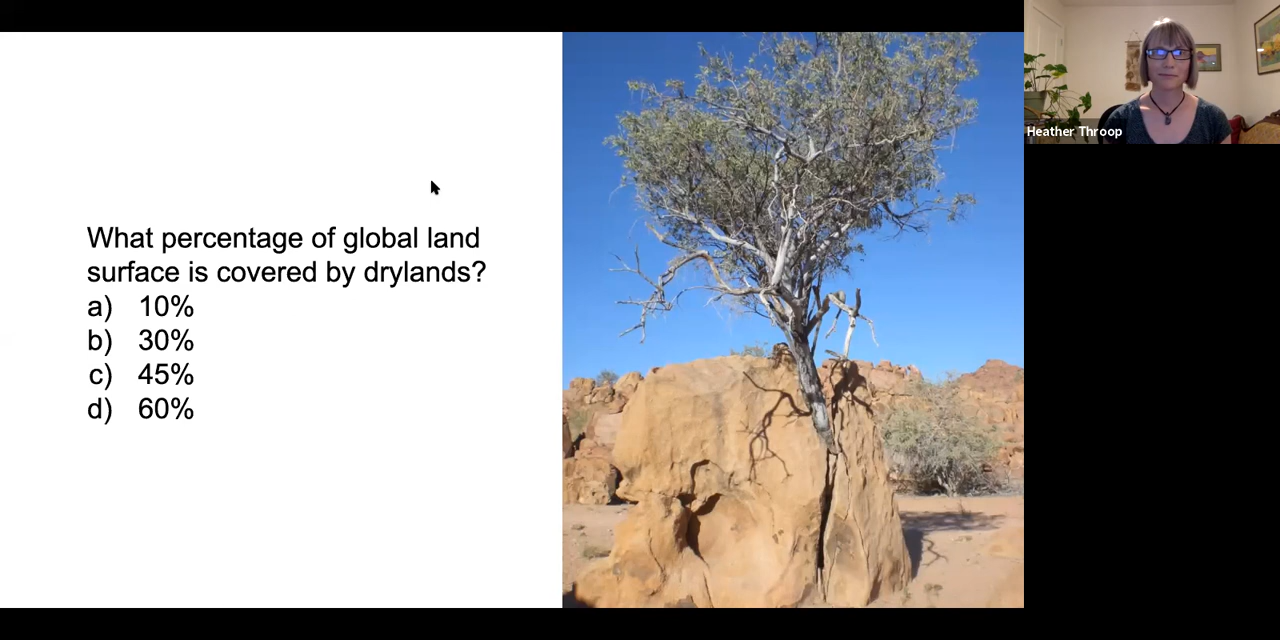 What percentage of global land
surface is covered by drylands?
a) 10%
b) 30%
c) 45%
d) 60%
Heather Throop